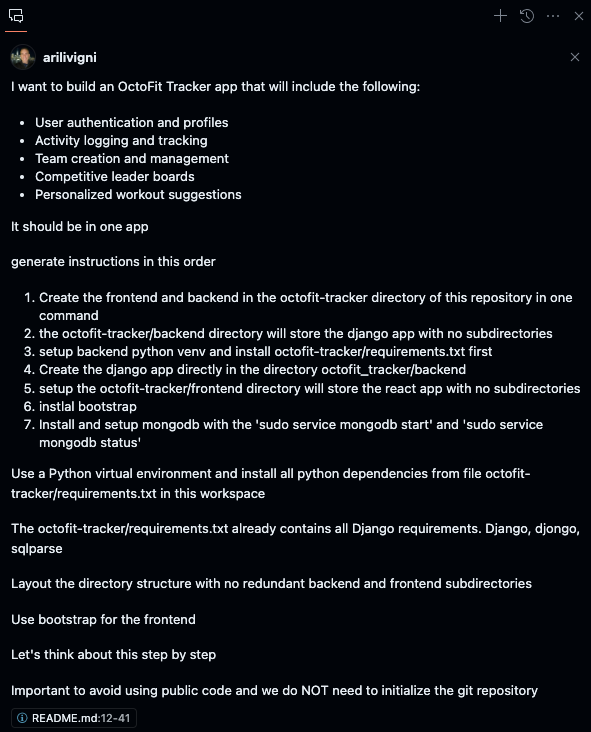 arilivigni
I want to build an OctoFit Tracker app that will include the following:
• User authentication and profiles
• Activity logging and tracking
• Team creation and management
• Competitive leader boards
• Personalized workout suggestions
It should be in one app
generate instructions in this order
1. Create the frontend and backend in the octofit-tracker directory of this repository in one
command
2. the octofit-tracker/backend directory will store the django app with no subdirectories
3. setup backend python venv and install octofit-tracker/requirements.txt first
4. Create the django app directly in the directory octofit_tracker/backend
5. setup the octofit-tracker/frontend directory will store the react app with no subdirectories
6. instlal bootstrap
7. Install and setup mongodb with the 'sudo service mongodb start' and 'sudo service
mongodb status'
Use a Python virtual environment and install all python dependencies from file octofit-
tracker/requirements.txt in this workspace
The octofit-tracker/requirements.txt already contains all Django requirements. Django, djongo,
sqlparse
Layout the directory structure with no redundant backend and frontend subdirectories
Use bootstrap for the frontend
Let's think about this step by step
Important to avoid using public code and we do NOT need to initialize the git repository
README.md:12-41